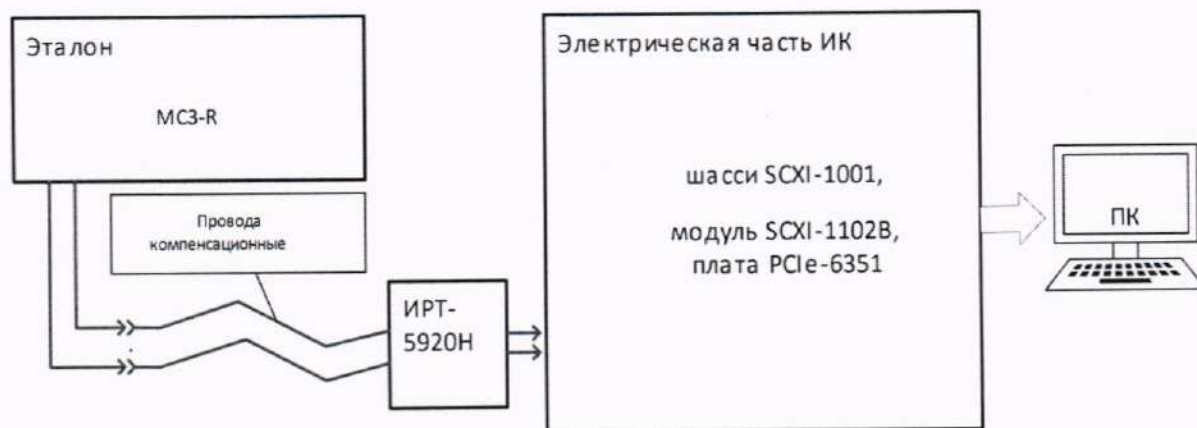 Эталон
МС3-R
Провода
компенсационные
ИРТ-
5920Н
Электрическая часть ИК
шасси SCXI-1001,
модуль SCXI-1102B,
плата PCIe-6351
ПК